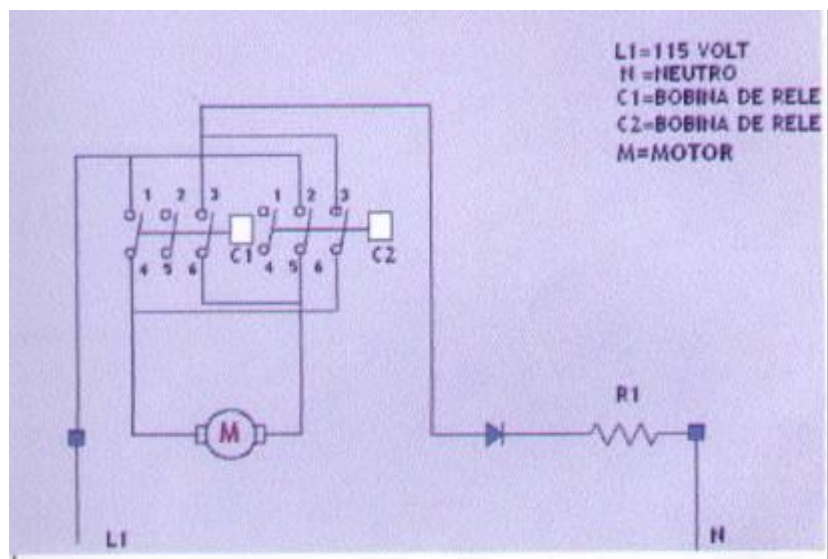 L1=115 VOLT
N =NEUTRO
C1=BOBINA DE RELE
C2=BOBINA DE RELE
M=MOTOR
1 2 3 1 2 3
C1 C2
4 5 6 4 5 6
R1
M
L1 N